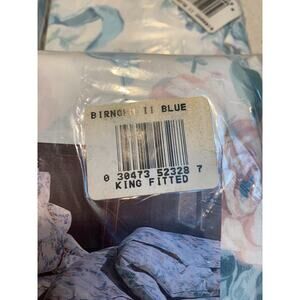 II BLUE
0 30473 52328 7
KING FITTED